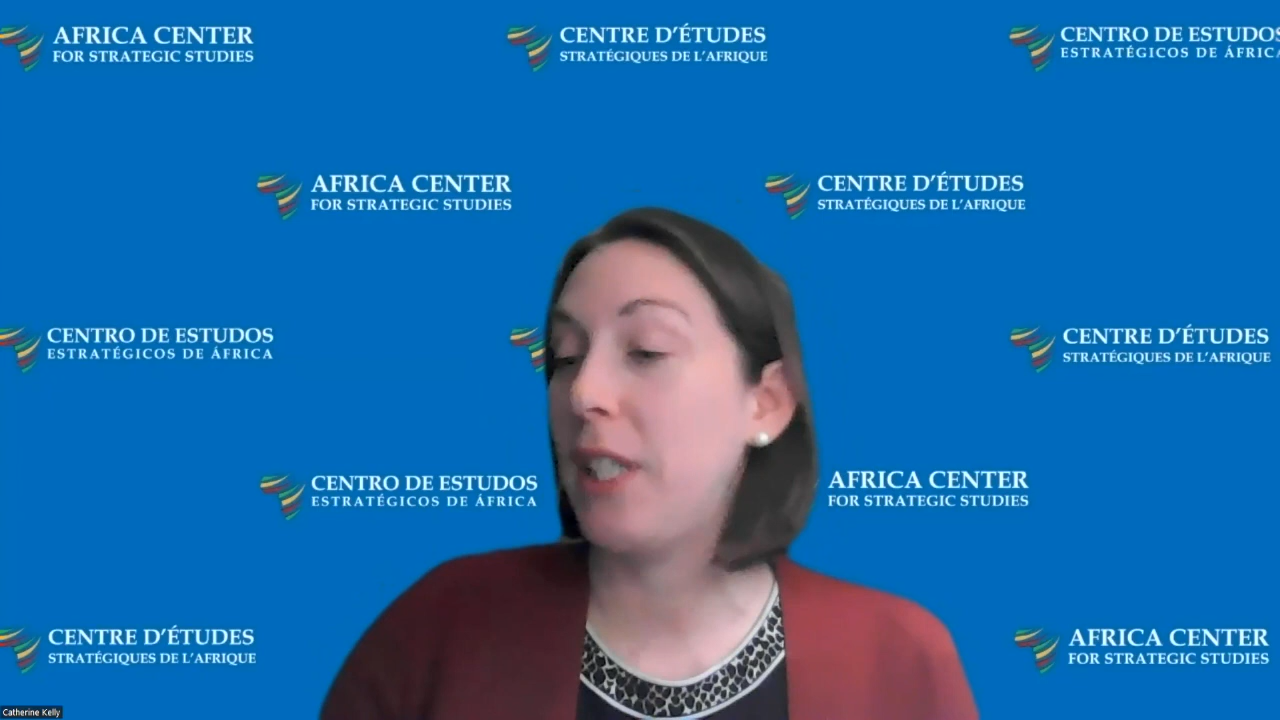 AFRICA CENTER
FOR STRATEGIC STUDIES
CENTRE D'ÉTUDES
STRATÉGIQUES DE L'AFRIQUE
CENTRO DE ESTUDOS
ESTRATÉGICOS DE ÁFRICA
AFRICA CENTER
FOR STRATEGIC STUDIES
CENTRE D'ÉTUDES
STRATÉGIQUES DE L'AFRIQUE
CENTRO DE ESTUDOS
ESTRATÉGICOS DE ÁFRICA
CENTRE D'ÉTUDES
STRATÉGIQUES DE L'AFRIQUE
CENTRO DE ESTUDOS
ESTRATÉGICOS DE ÁFRICA
AFRICA CENTER
FOR STRATEGIC STUDIES
CENTRE D'ÉTUDES
STRATÉGIQUES DE L'AFRIQUE
AFRICA CENTER
FOR STRATEGIC STUDIES
Catherine Kelly